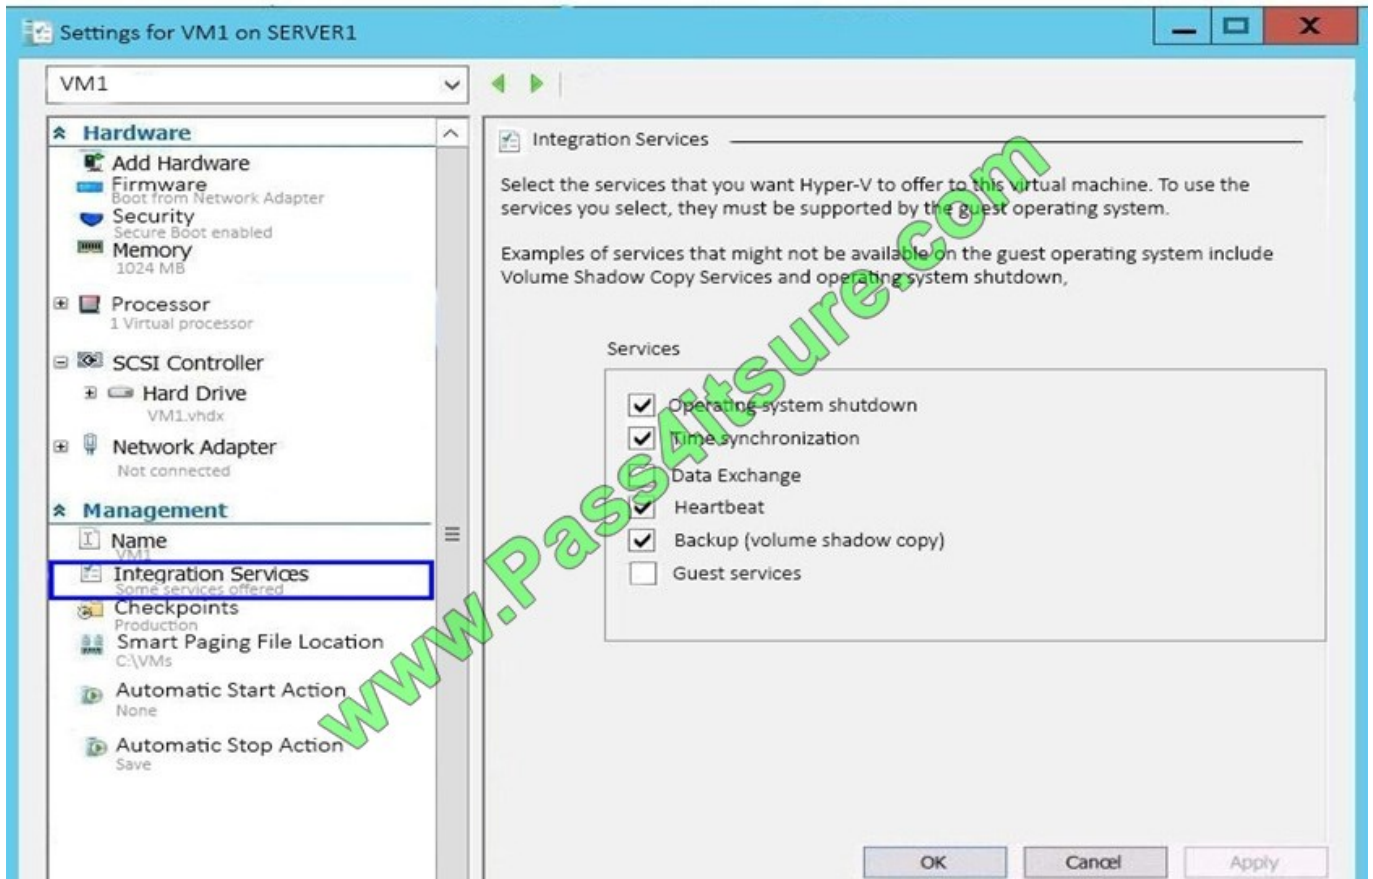 Settings for VM1 on SERVER1
VM1
Hardware
Add Hardware
Firmware
Boot from Network Adapter
Security
Secure Boot enabled
Memory
1024 MB
Processor
1 Virtual processor
SCSI Controller
Hard Drive
VM1.vhdx
Network Adapter
Not connected
Management
Name
VM1
Integration Services
Some services offered
Checkpoints
Production
Smart Paging File Location
C:\VMs
Automatic Start Action
None
Automatic Stop Action
Save
Integration Services
Select the services that you want Hyper-V to offer to this virtual machine. To use the
services you select, they must be supported by the guest operating system.
Examples of services that might not be available on the guest operating system include
Volume Shadow Copy Services and operating system shutdown,
Services
Operating system shutdown
Time synchronization
Data Exchange
Heartbeat
Backup (volume shadow copy)
Guest services
OK
Cancel
Apply
www.Pass4itsure.com